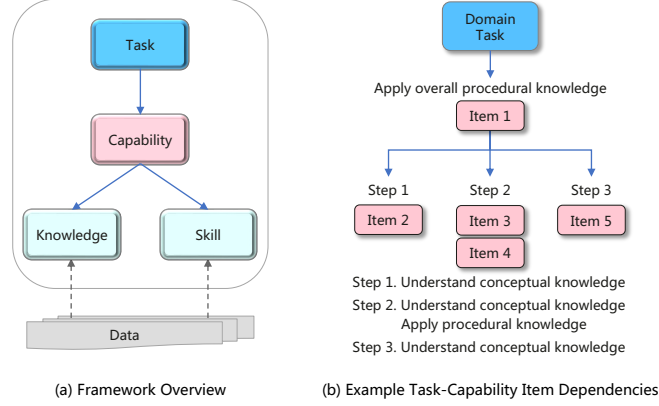 Task
Capability
Knowledge
Skill
Data
(a) Framework Overview
Domain
Task
Apply overall procedural knowledge
Item 1
Step 1
Step 2
Step 3
Item 2
Item 3
Item 5
Item 4
Step 1. Understand conceptual knowledge
Step 2. Understand conceptual knowledge
Apply procedural knowledge
Step 3. Understand conceptual knowledge
(b) Example Task-Capability Item Dependencies